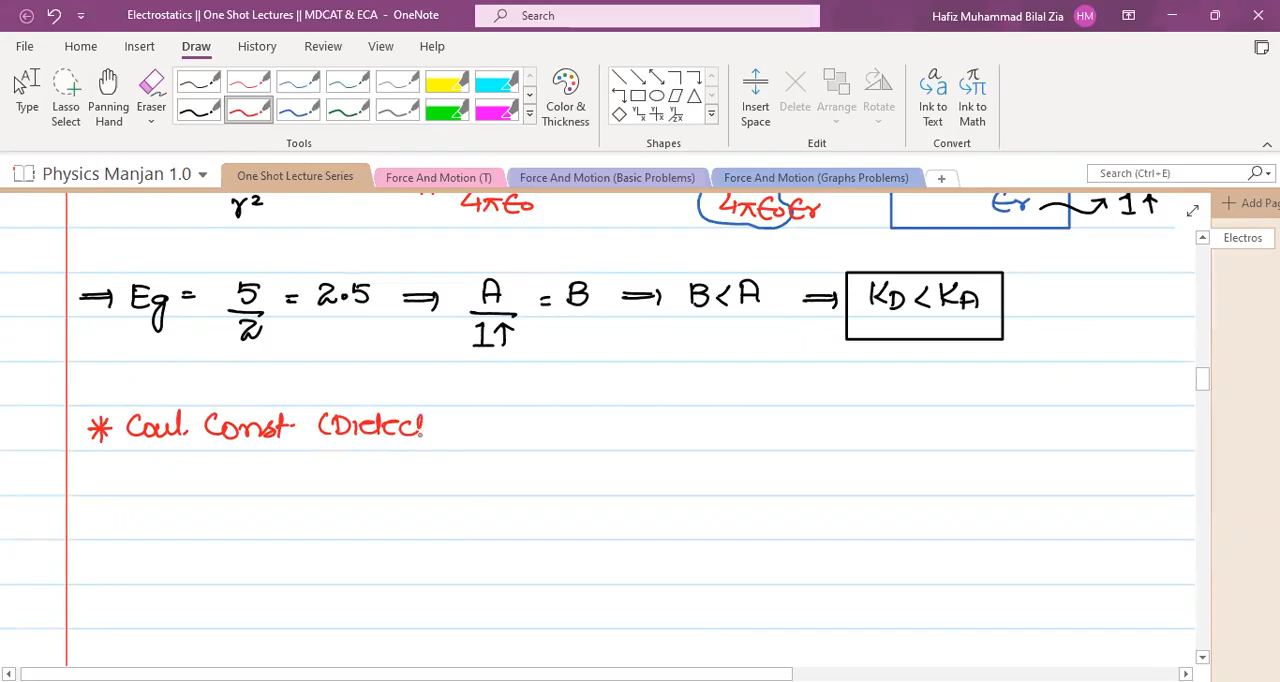 Electrostatics || One Shot Lectures || MDCAT & ECA - OneNote
Search
Hafiz Muhammad Bilal Zia HM
File Home Insert Draw History Review View Help
Type Lasso Select Panning Hand Eraser Color & Thickness Insert Space Delete Arrange Rotate Ink to Text Ink to Math
Tools Shapes Edit Convert
Physics Manjan 1.0 One Shot Lecture Series Force And Motion (T) Force And Motion (Basic Problems) Force And Motion (Graphs Problems) Search (Ctrl+E)
Add Pag
Electros
r² 4πε0 4πε0 εr εr → 1↑
⇒ Eg = 5/2 = 2.5 ⇒ A/1↑ = B ⇒ B < A ⇒ KD < KA
* Coul. Const (Dielec